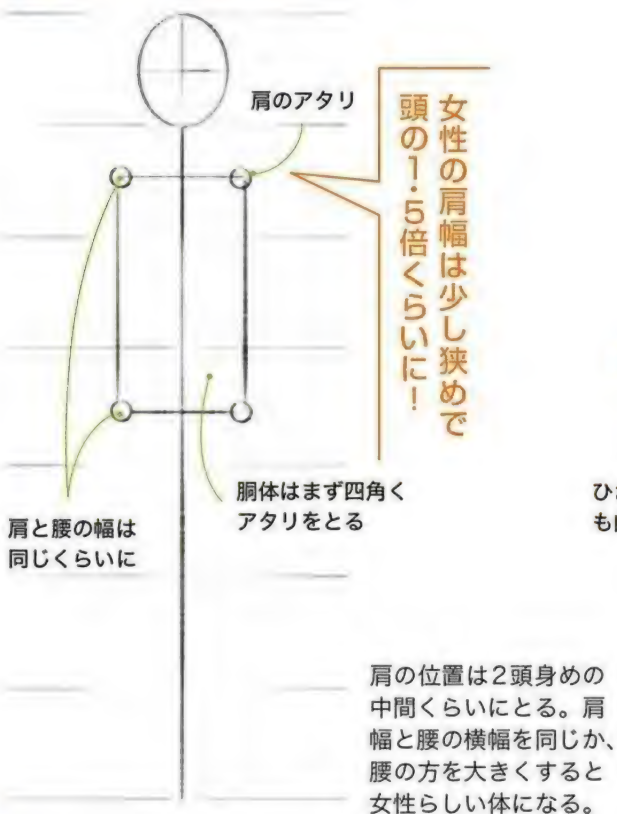 肩のアタリ
女性の肩幅は少し狭めで
頭の1・5倍くらいに！
胴体はまず四角く
アタリをとる
肩と腰の幅は
同じくらいに
ひ
も
肩の位置は2頭身めの
中間くらいにとる。肩
幅と腰の横幅を同じか、
腰の方を大きくすると
女性らしい体になる。